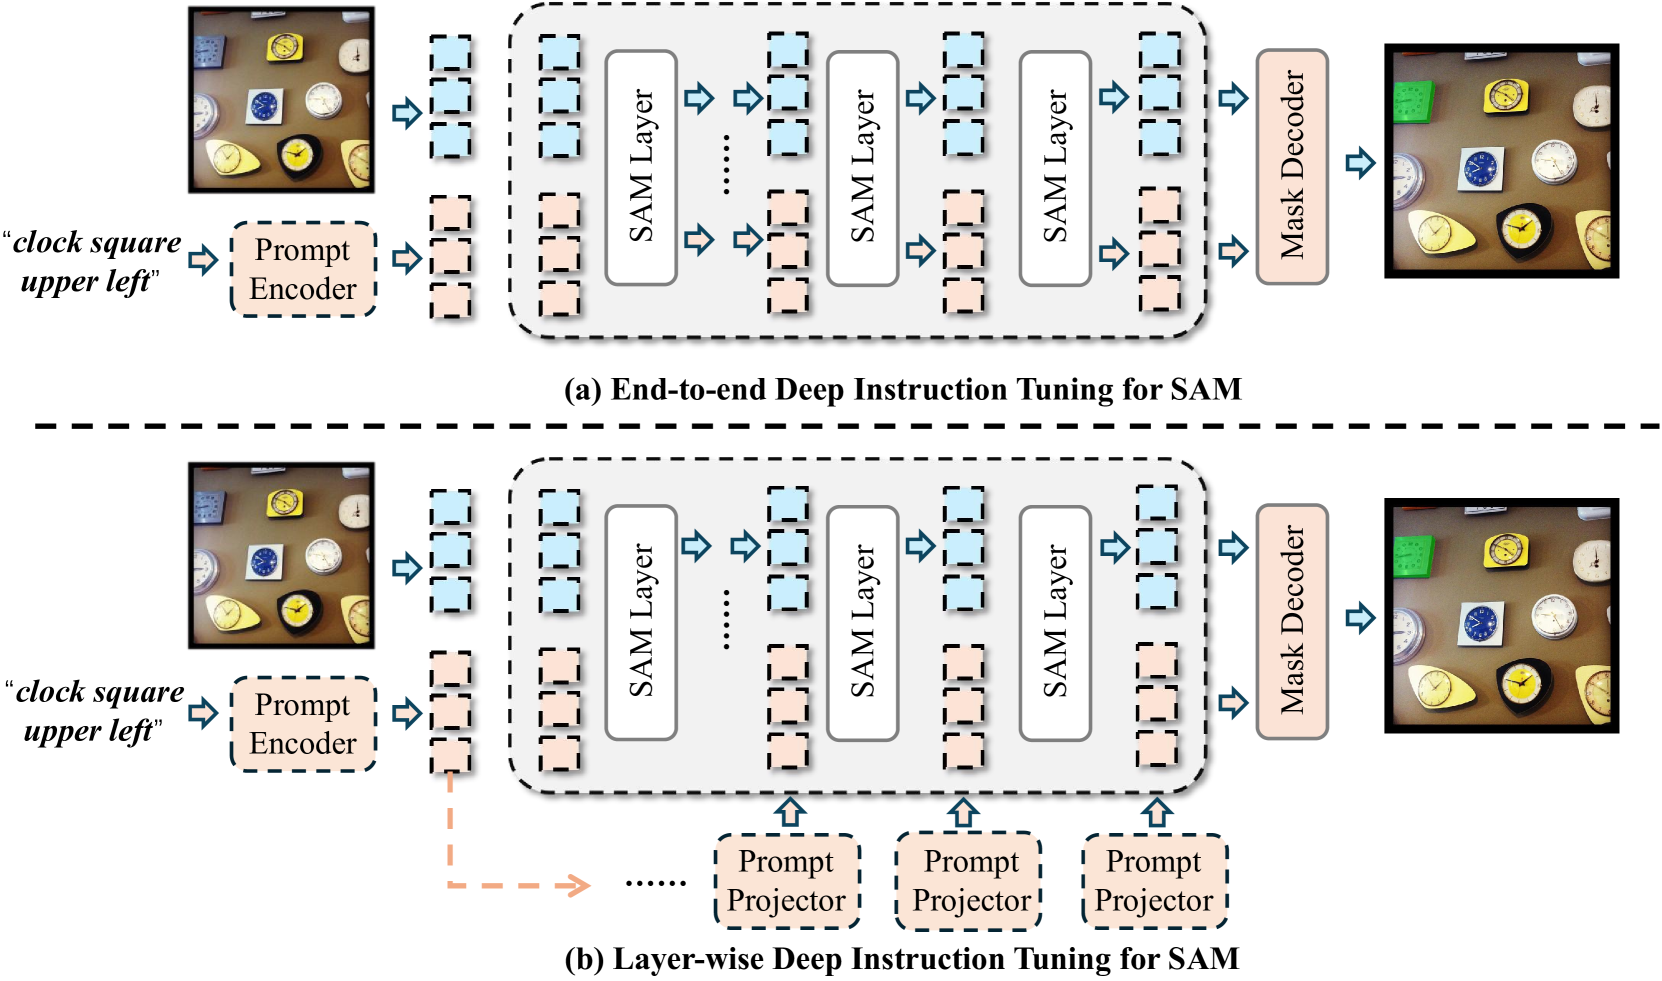 “clock square
upper left”
Prompt
Encoder
SAM Layer
......
SAM Layer
SAM Layer
Mask Decoder
(a) End-to-end Deep Instruction Tuning for SAM
“clock square
upper left”
Prompt
Encoder
SAM Layer
......
SAM Layer
SAM Layer
Mask Decoder
......
Prompt
Projector
Prompt
Projector
Prompt
Projector
(b) Layer-wise Deep Instruction Tuning for SAM